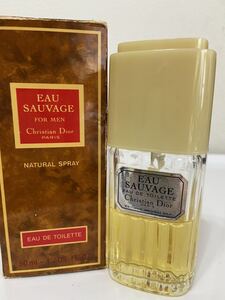 EAU
SAUVAGE
FOR MEN
Christian Dior
PARIS
NATURAL SPRAY
EAU DE TOILETTE
EAU
SAUVAGE
EAU DE TOILETTE
Christian Dior